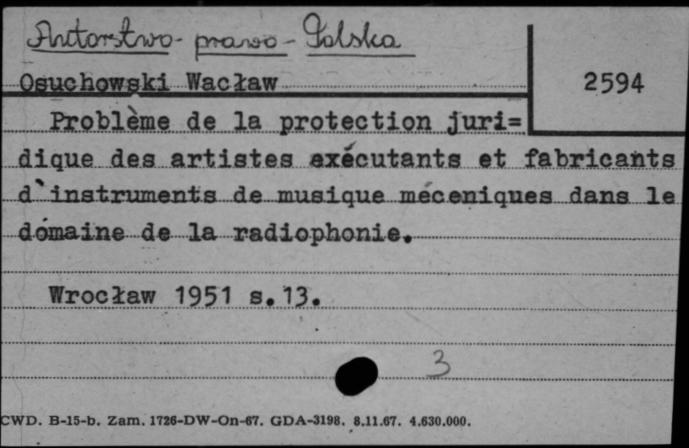 Autorstwo - prawo - Polska
Osuchowski Wacław
2594
Problème de la protection juri=
dique des artistes exécutants et fabricants
d`instruments de musique méceniques dans le
domaine de la radiophonie.
Wrocław 1951 s.13.
3
CWD. B-15-b. Zam. 1726-DW-On-67. GDA-3198. 8.11.67. 4.630.000.